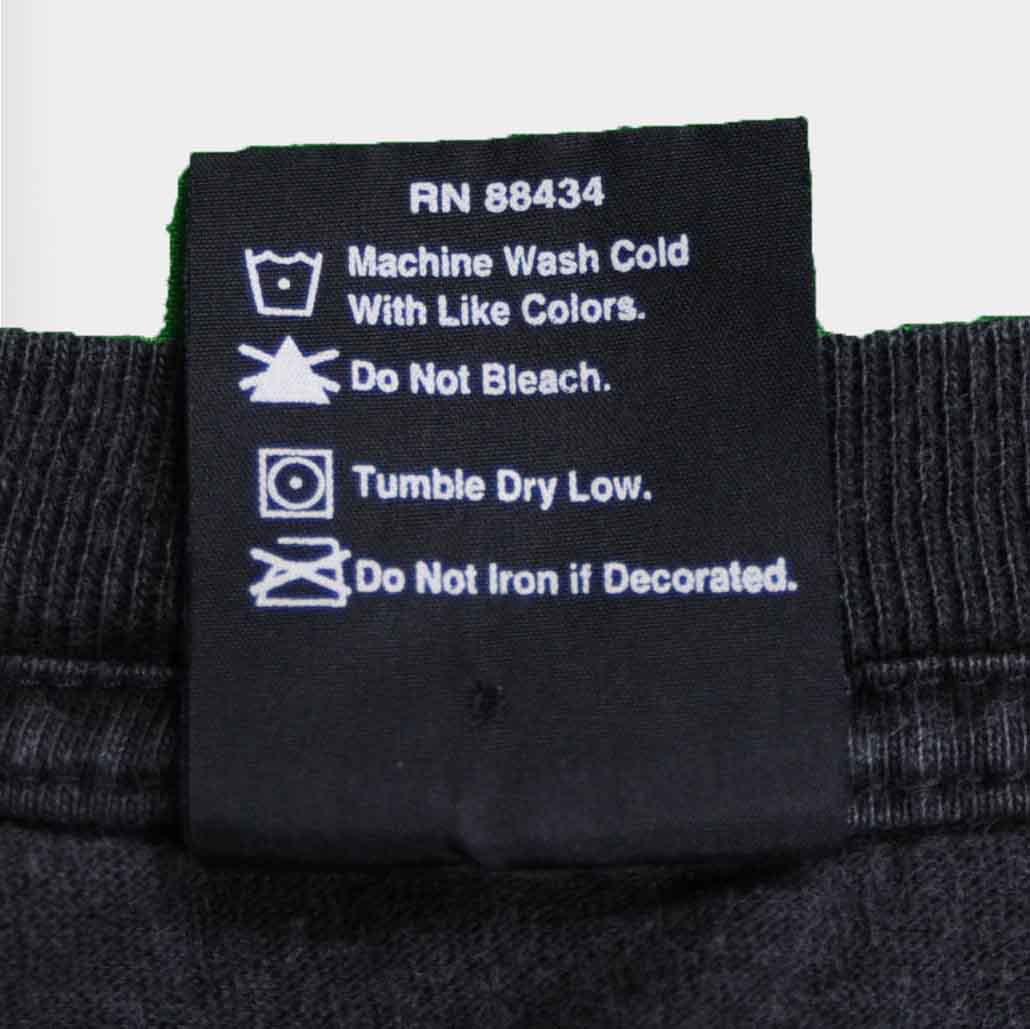 RN 88434
Machine Wash Cold
With Like Colors.
Do Not Bleach.
Tumble Dry Low.
Do Not Iron if Decorated.